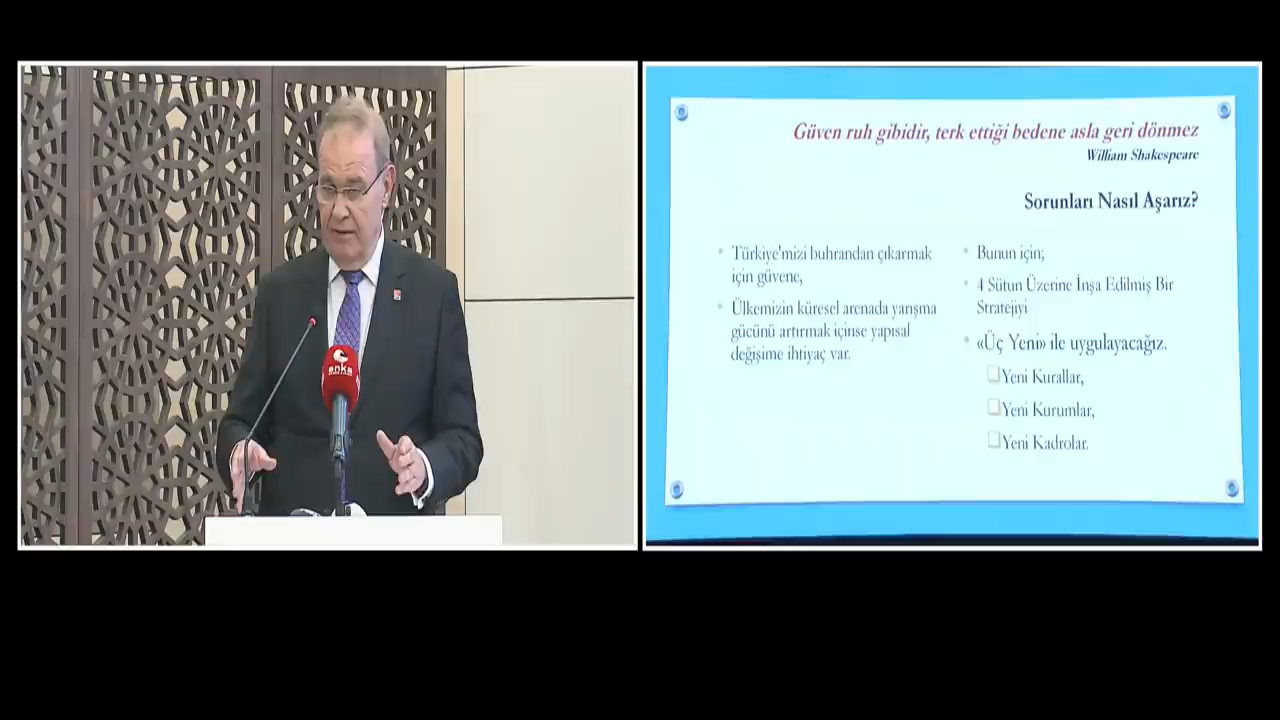 anka
Güven ruh gibidir, terk ettiği bedene asla geri dönmez
William Shakespeare
Sorunları Nasıl Aşarız?
Türkiye'mizi buhrandan çıkarmak
için güvene,
Ülkemizin küresel arenada yarışma
gücünü artırmak içinse yapısal
değişime ihtiyaç var.
Bunun için;
4 Sütun Üzerine İnşa Edilmiş Bir
Stratejiyi
«Üç Yeni» ile uygulayacağız.
Yeni Kurallar,
Yeni Kurumlar,
Yeni Kadrolar.